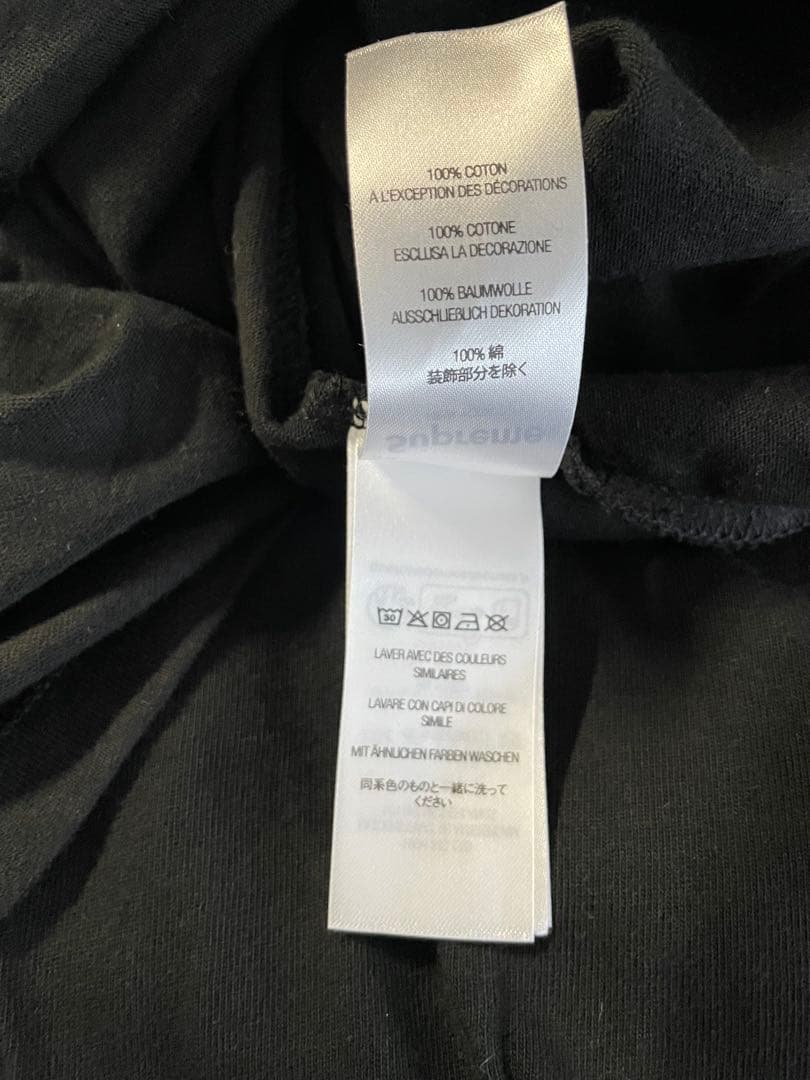 100% COTON
A L'EXCEPTION DES DÉCORATIONS
100% COTONE
ESCLUSA LA DECORAZIONE
100% BAUMWOLLE
AUSSCHLIEßLICH DEKORATION
100% 綿
装飾部分を除く
Supreme
30
LAVER AVEC DES COULEURS
SIMILAIRES
LAVARE CON CAPI DI COLORE
SIMILE
MIT ÄHNLICHEN FARBEN WASCHEN
同系色のものと一緒に洗って
ください